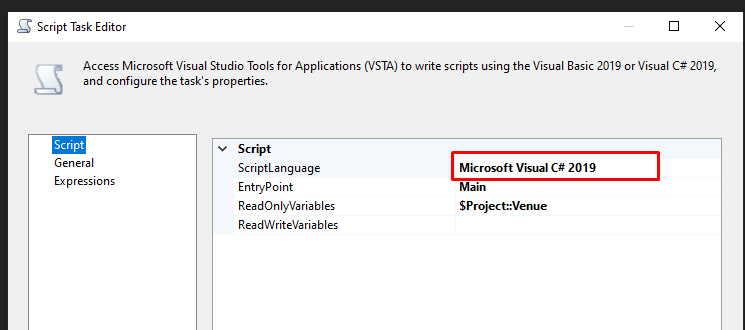 Script Task Editor
Access Microsoft Visual Studio Tools for Applications (VSTA) to write scripts using the Visual Basic 2019 or Visual C# 2019,
and configure the task's properties.
Script
General
Expressions
Script
ScriptLanguage Microsoft Visual C# 2019
EntryPoint Main
ReadOnlyVariables $Project::Venue
ReadWriteVariables